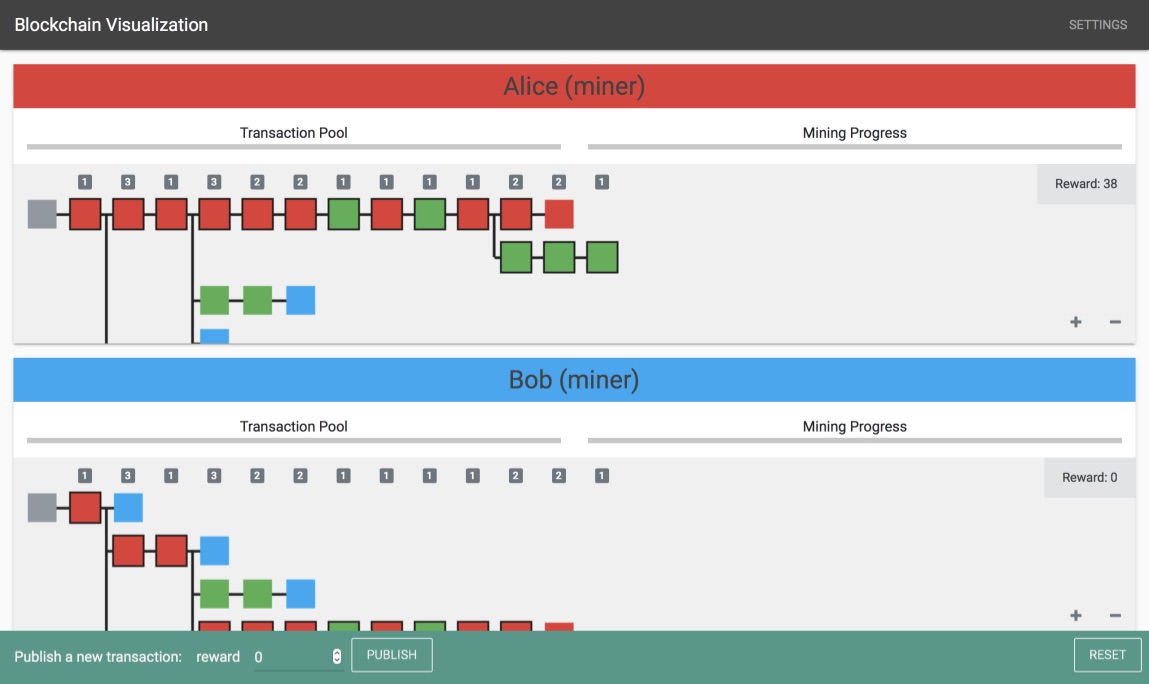 Blockchain Visualization SETTINGS
Alice (miner)
Transaction Pool Mining Progress
1 3 1 3 2 2 1 1 1 1 2 2 1 Reward: 38
+ −
Bob (miner)
Transaction Pool Mining Progress
1 3 1 3 2 2 1 1 1 1 2 2 1 Reward: 0
+ −
Publish a new transaction: reward 0 PUBLISH RESET